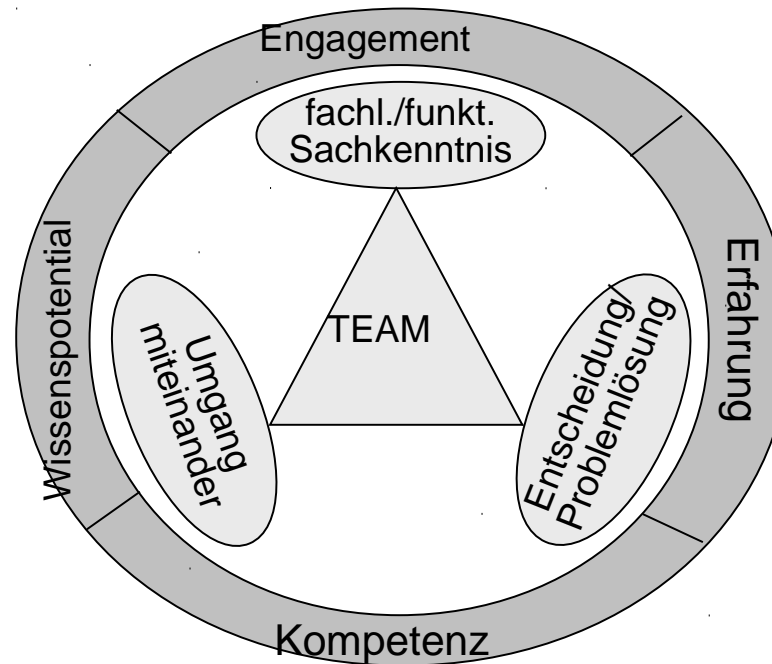 Engagement
fachl./funkt.
Sachkenntnis
Wissenspotential
Erfahrung
TEAM
Umgang
miteinander
Entscheidung/
Problemlösung
Kompetenz